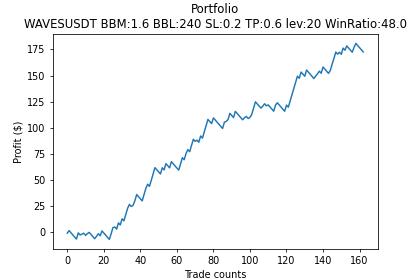 Portfolio
WAVESUSDT BBM:1.6 BBL:240 SL:0.2 TP:0.6 lev:20 WinRatio:48.0
175
150
125
100
75
50
25
0
Profit ($)
0 20 40 60 80 100 120 140 160
Trade counts